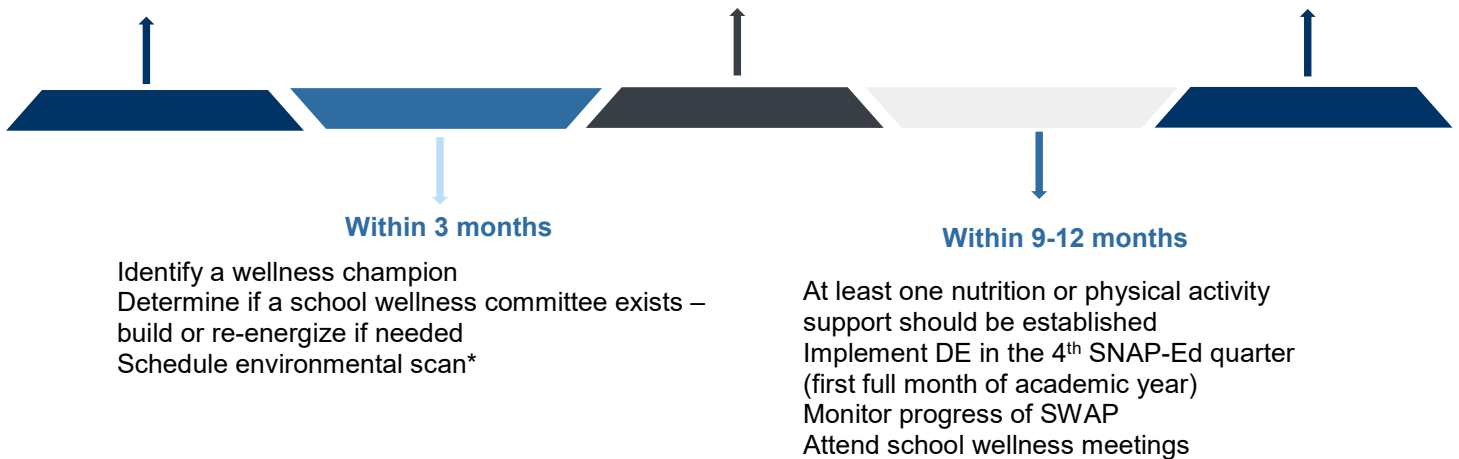 Within 3 months
Identify a wellness champion
Determine if a school wellness committee exists –
build or re-energize if needed
Schedule environmental scan*
Within 9-12 months
At least one nutrition or physical activity
support should be established
Implement DE in the 4th SNAP-Ed quarter
(first full month of academic year)
Monitor progress of SWAP
Attend school wellness meetings